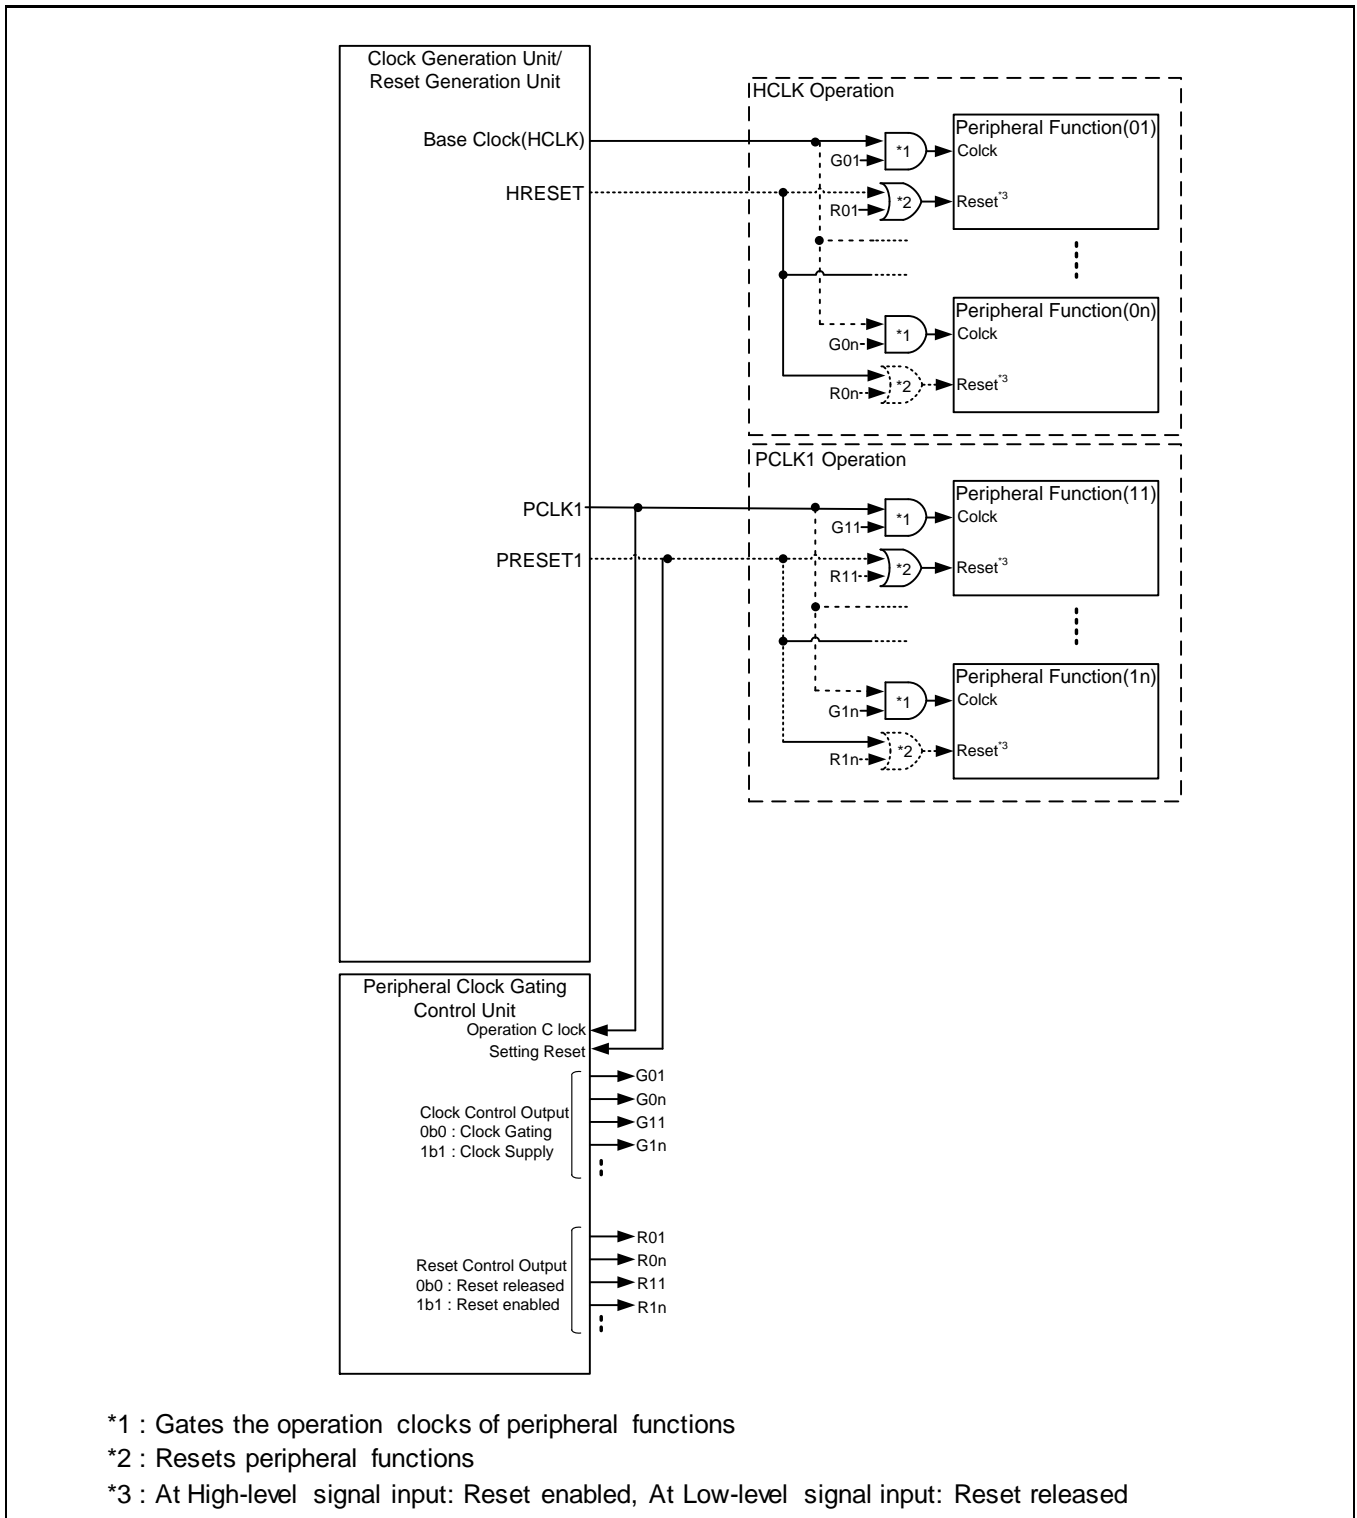 Clock Generation Unit/
Reset Generation Unit
Base Clock(HCLK)
HRESET
PCLK1
PRESET1
HCLK Operation
Peripheral Function(01)
Colck
*1
G01
Reset*3
*2
R01
Peripheral Function(0n)
Colck
*1
G0n
Reset*3
*2
R0n
PCLK1 Operation
Peripheral Function(11)
Colck
*1
G11
Reset*3
*2
R11
Peripheral Function(1n)
Colck
*1
G1n
Reset*3
*2
R1n
Peripheral Clock Gating
Control Unit
Operation C lock
Setting Reset
Clock Control Output
0b0 : Clock Gating
1b1 : Clock Supply
G01
G0n
G11
G1n
Reset Control Output
0b0 : Reset released
1b1 : Reset enabled
R01
R0n
R11
R1n
*1 : Gates the operation clocks of peripheral functions
*2 : Resets peripheral functions
*3 : At High-level signal input: Reset enabled, At Low-level signal input: Reset released